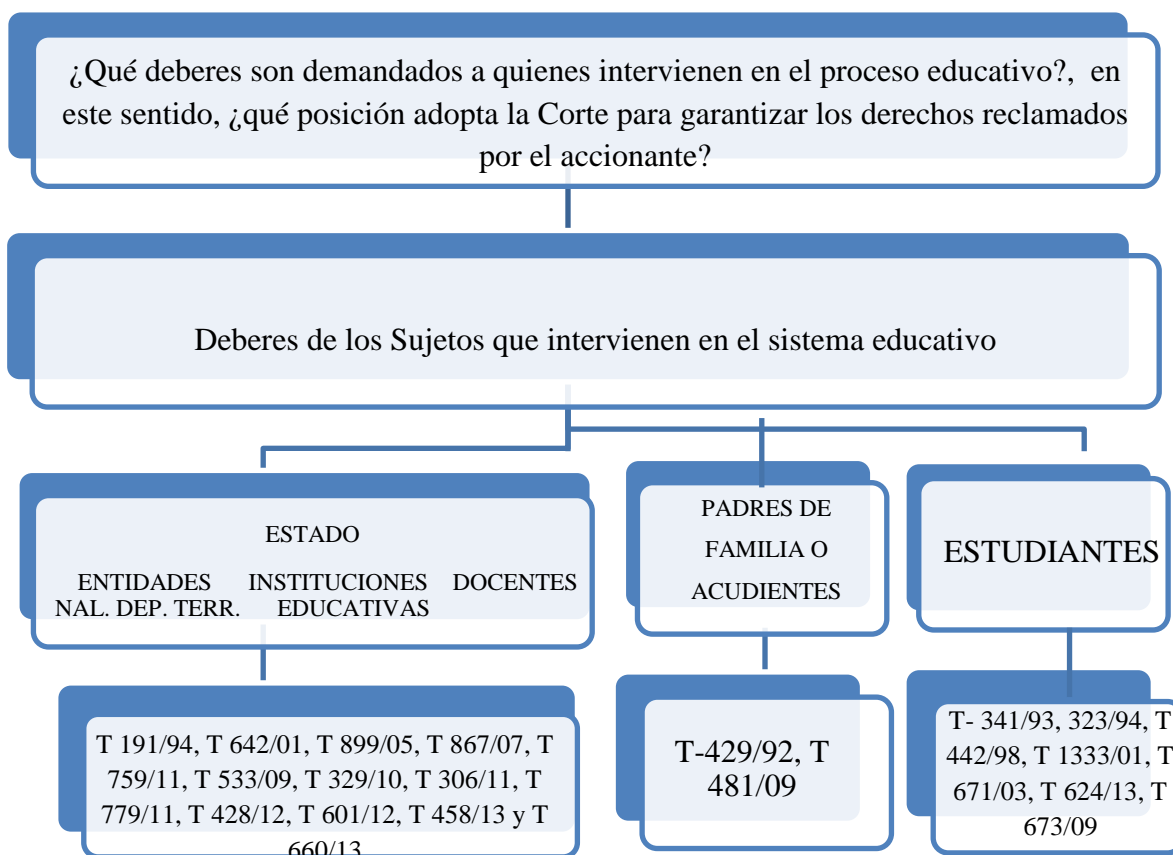 ¿Qué deberes son demandados a quienes intervienen en el proceso educativo?, en
este sentido, ¿qué posición adopta la Corte para garantizar los derechos reclamados
por el accionante?
Deberes de los Sujetos que intervienen en el sistema educativo
ESTADO
ENTIDADES INSTITUCIONES DOCENTES
NAL. DEP. TERR. EDUCATIVAS
PADRES DE
FAMILIA O
ACUDIENTES
ESTUDIANTES
T 191/94, T 642/01, T 899/05, T 867/07, T
759/11, T 533/09, T 329/10, T 306/11, T
779/11, T 428/12, T 601/12, T 458/13 y T
660/13
T-429/92, T
481/09
T- 341/93, 323/94, T
442/98, T 1333/01, T
671/03, T 624/13, T
673/09